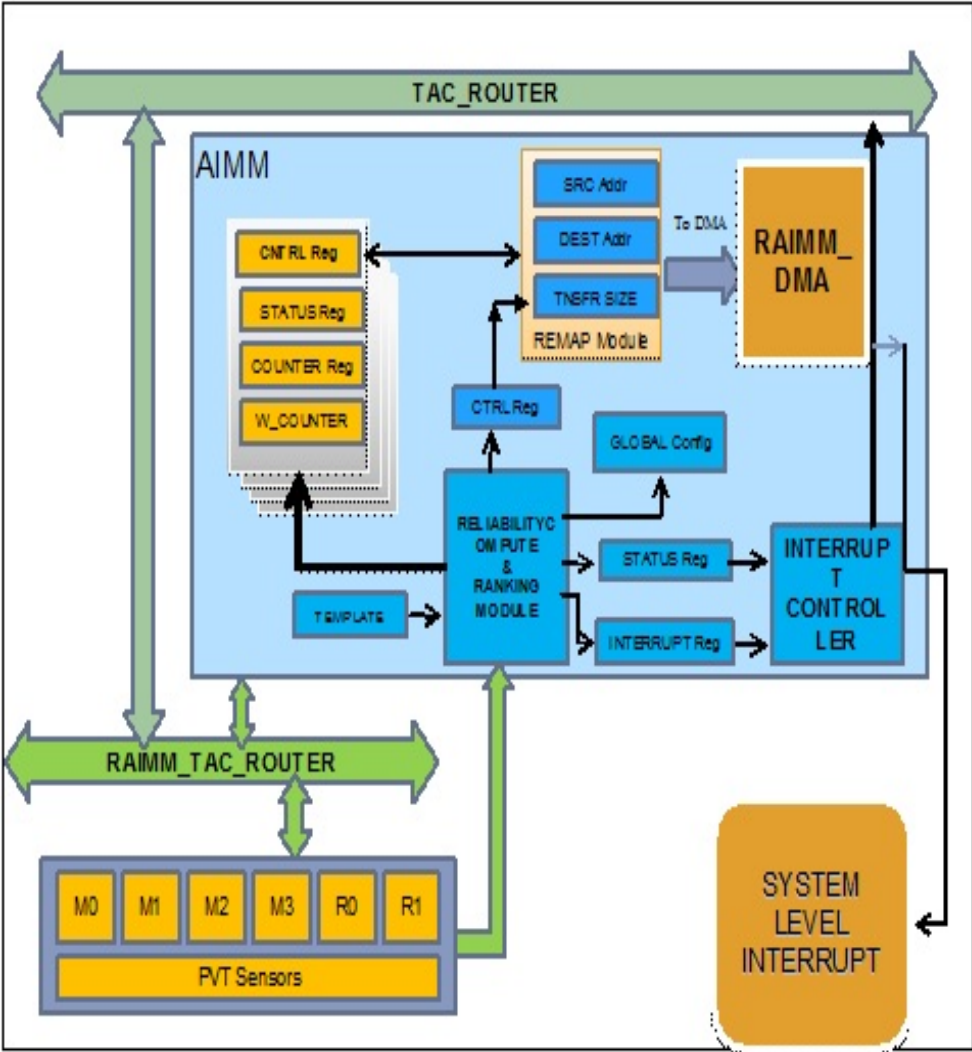 TAC_ROUTER
AIMM
CNTRL Reg
STATUS Reg
COUNTER Reg
W_COUNTER
SRC Addr
DEST Addr
TNSFR SIZE
REMAP Module
To DMA
RAIMM_
DMA
CTRL Reg
GLOBAL Config
RELIABILITYC
OMPUTE
&
RANKING
MODULE
TEMPLATE
STATUS Reg
INTERRUPT Reg
INTERRUP
T
CONTROL
LER
RAIMM_TAC_ROUTER
M0
M1
M2
M3
R0
R1
PVT Sensors
SYSTEM
LEVEL
INTERRUPT